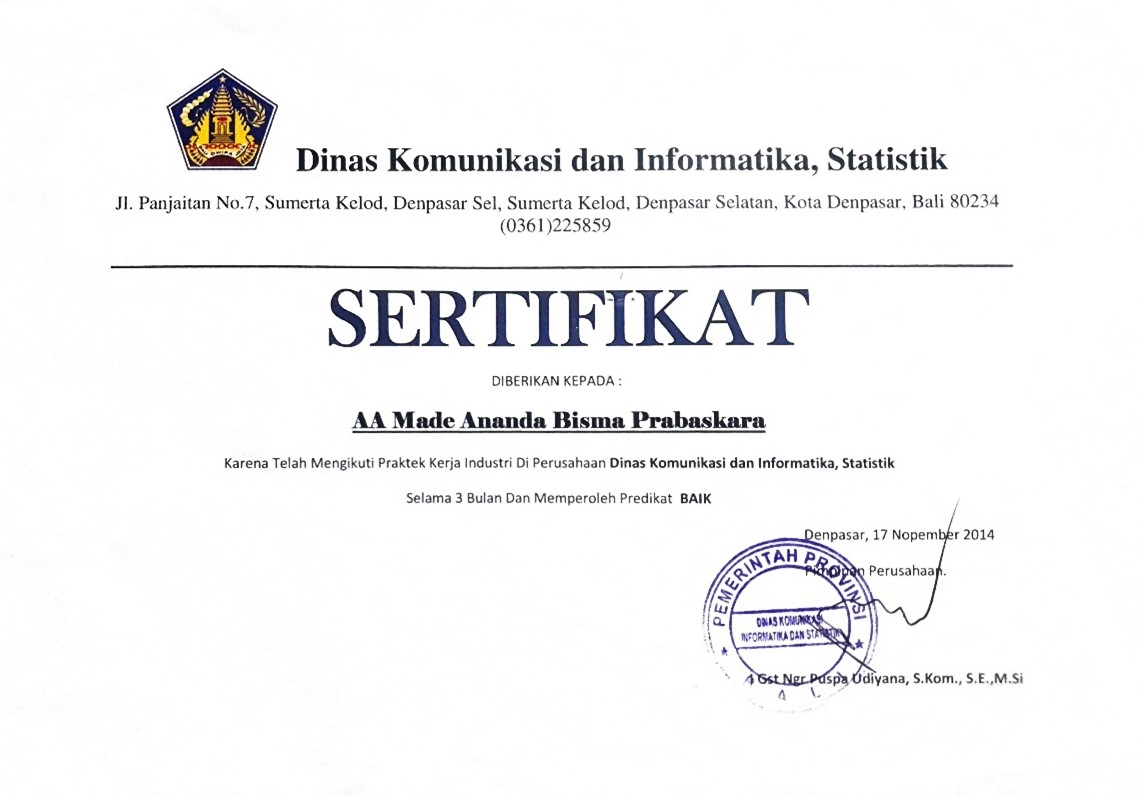 BALI DWIPA JAYA
Dinas Komunikasi dan Informatika, Statistik
Jl. Panjaitan No.7, Sumerta Kelod, Denpasar Sel, Sumerta Kelod, Denpasar Selatan, Kota Denpasar, Bali 80234
(0361)225859
SERTIFIKAT
DIBERIKAN KEPADA :
AA Made Ananda Bisma Prabaskara
Karena Telah Mengikuti Praktek Kerja Industri Di Perusahaan Dinas Komunikasi dan Informatika, Statistik
Selama 3 Bulan Dan Memperoleh Predikat BAIK
Denpasar, 17 Nopember 2014
Pimpinan Perusahaan.
PEMERINTAH PROVINSI
DINAS KOMUNIKASI
INFORMATIKA DAN STATISTIK
Gst Ngr Puspa Udiyana, S.Kom., S.E.,M.Si